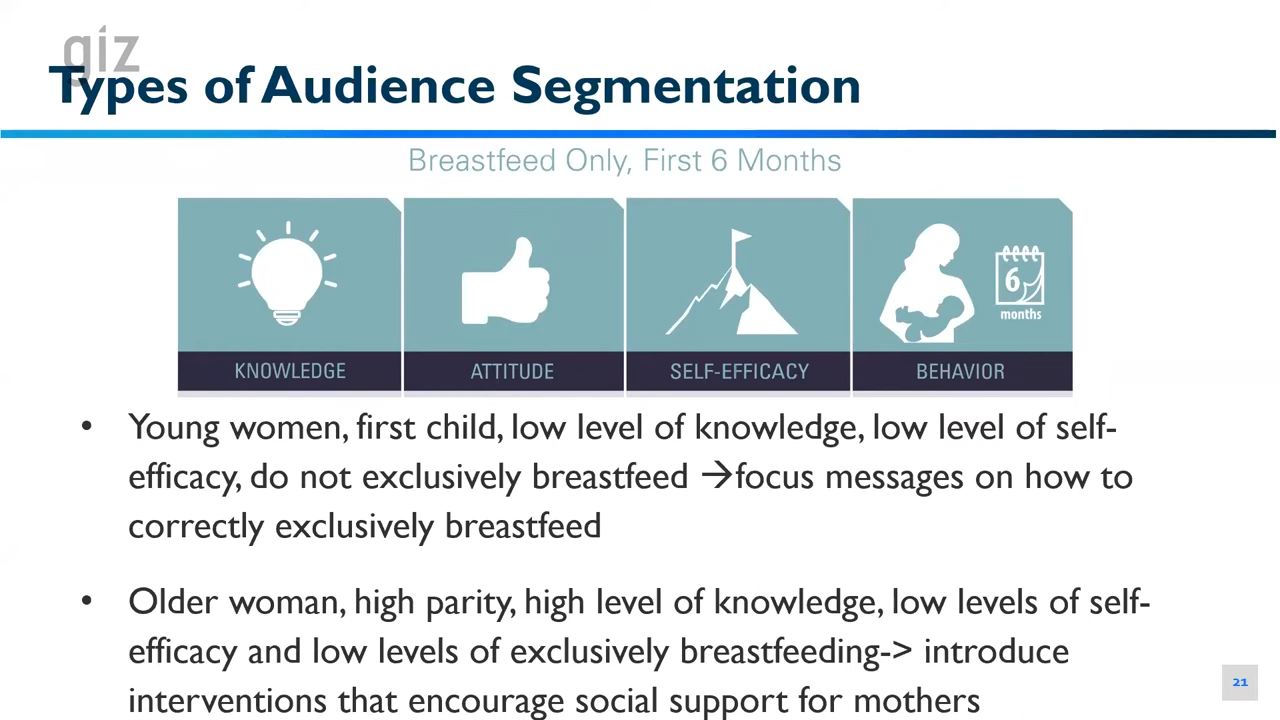 giz
Types of Audience Segmentation
Breastfeed Only, First 6 Months
6
months
KNOWLEDGE
ATTITUDE
SELF-EFFICACY
BEHAVIOR
• Young women, first child, low level of knowledge, low level of self-
efficacy, do not exclusively breastfeed →focus messages on how to
correctly exclusively breastfeed
• Older woman, high parity, high level of knowledge, low levels of self-
efficacy and low levels of exclusively breastfeeding-> introduce
interventions that encourage social support for mothers
21